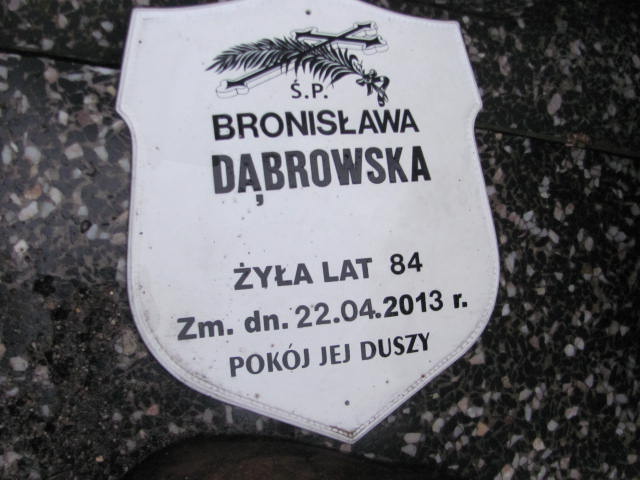 Ś.P.
BRONISŁAWA
DĄBROWSKA
ŻYŁA LAT 84
Zm. dn. 22.04.2013 r.
POKÓJ JEJ DUSZY